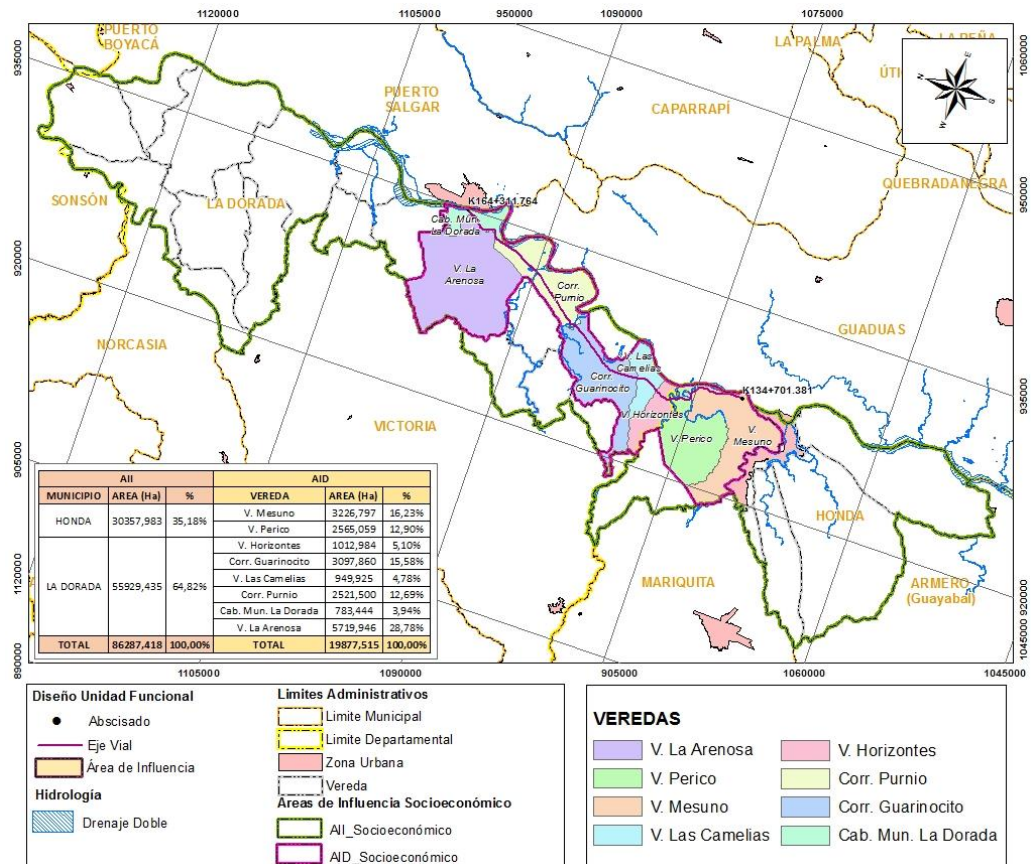 1120000 1105000 950000 1090000 1075000
935000
920000
905000
1120000
890000
1060000
950000
935000
920000
1045000
1105000 1090000 905000 1060000 1045000
PUERTO BOYACÁ
PUERTO SALGAR
LA PALMA
LA PEÑA
CAPARRAPÍ
QUEBRADANEGRA
SONSÓN
LA DORADA
NORCASIA
VICTORIA
GUADUAS
HONDA
MARIQUITA
ARMERO
(Guayabal)
N E S W
K164+311.764
Cab. Mun.
La Dorada
V. La
Arenosa
Corr.
Purnio
V. Las
Camelias
Corr.
Guarinocito
V. Horizontes
K134+701.381
V. Perico
V.
Mesuno
AII AID
MUNICIPIO AREA (Ha) % VEREDA AREA (Ha) %
HONDA 30357,983 35,18% V. Mesuno 3226,797 16,23%
V. Perico 2565,059 12,90%
LA DORADA 55929,435 64,82% V. Horizontes 1012,984 5,10%
Corr. Guarinocito 3097,860 15,58%
V. Las Camelias 949,925 4,78%
Corr. Purnio 2521,500 12,69%
Cab. Mun. La Dorada 783,444 3,94%
V. La Arenosa 5719,946 28,78%
TOTAL 86287,418 100,00% TOTAL 19877,515 100,00%
Diseño Unidad Funcional
Abscisado
Eje Vial
Área de Influencia
Hidrología
Drenaje Doble
Limites Administrativos
Limite Municipal
Limite Departamental
Zona Urbana
Vereda
Áreas de Influencia Socioeconómico
AII_Socioeconómico
AID_Socioeconómico
VEREDAS
V. La Arenosa
V. Perico
V. Mesuno
V. Las Camelias
V. Horizontes
Corr. Purnio
Corr. Guarinocito
Cab. Mun. La Dorada